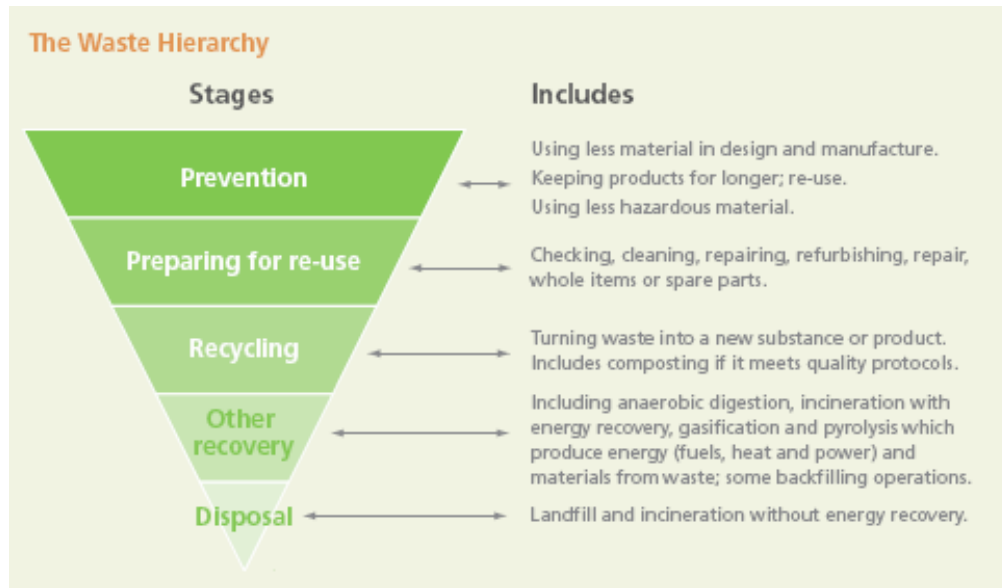 The Waste Hierarchy
Stages
Includes
Prevention
Using less material in design and manufacture.
Keeping products for longer; re-use.
Using less hazardous material.
Preparing for re-use
Checking, cleaning, repairing, refurbishing, repair,
whole items or spare parts.
Recycling
Turning waste into a new substance or product.
Includes composting if it meets quality protocols.
Other
recovery
Including anaerobic digestion, incineration with
energy recovery, gasification and pyrolysis which
produce energy (fuels, heat and power) and
materials from waste; some backfilling operations.
Disposal
Landfill and incineration without energy recovery.